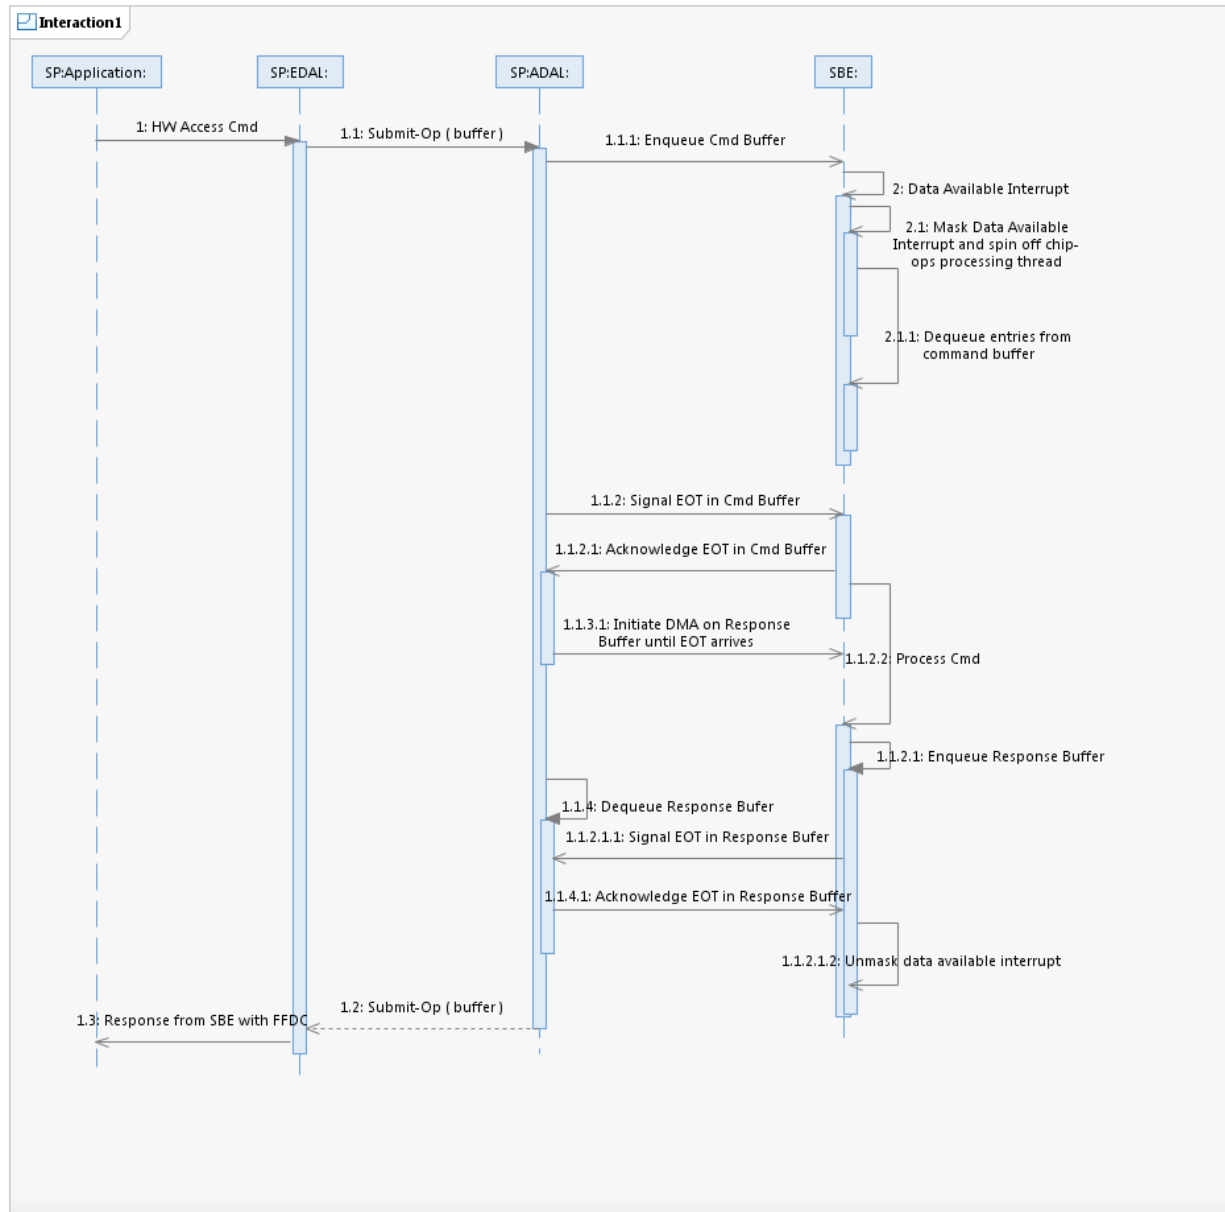 Interaction1
SP:Application:
SP:EDAL:
SP:ADAL:
SBE:
1: HW Access Cmd
1.1: Submit-Op ( buffer )
1.1.1: Enqueue Cmd Buffer
2: Data Available Interrupt
2.1: Mask Data Available
Interrupt and spin off chip-
ops processing thread
2.1.1: Dequeue entries from
command buffer
1.1.2: Signal EOT in Cmd Buffer
1.1.2.1: Acknowledge EOT in Cmd Buffer
1.1.3.1: Initiate DMA on Response
Buffer until EOT arrives
1.1.2.2: Process Cmd
1.1.2.1: Enqueue Response Buffer
1.1.4: Dequeue Response Bufer
1.1.2.1.1: Signal EOT in Response Bufer
1.1.4.1: Acknowledge EOT in Response Buffer
1.1.2.1.2: Unmask data available interrupt
1.2: Submit-Op ( buffer )
1.3: Response from SBE with FFDC